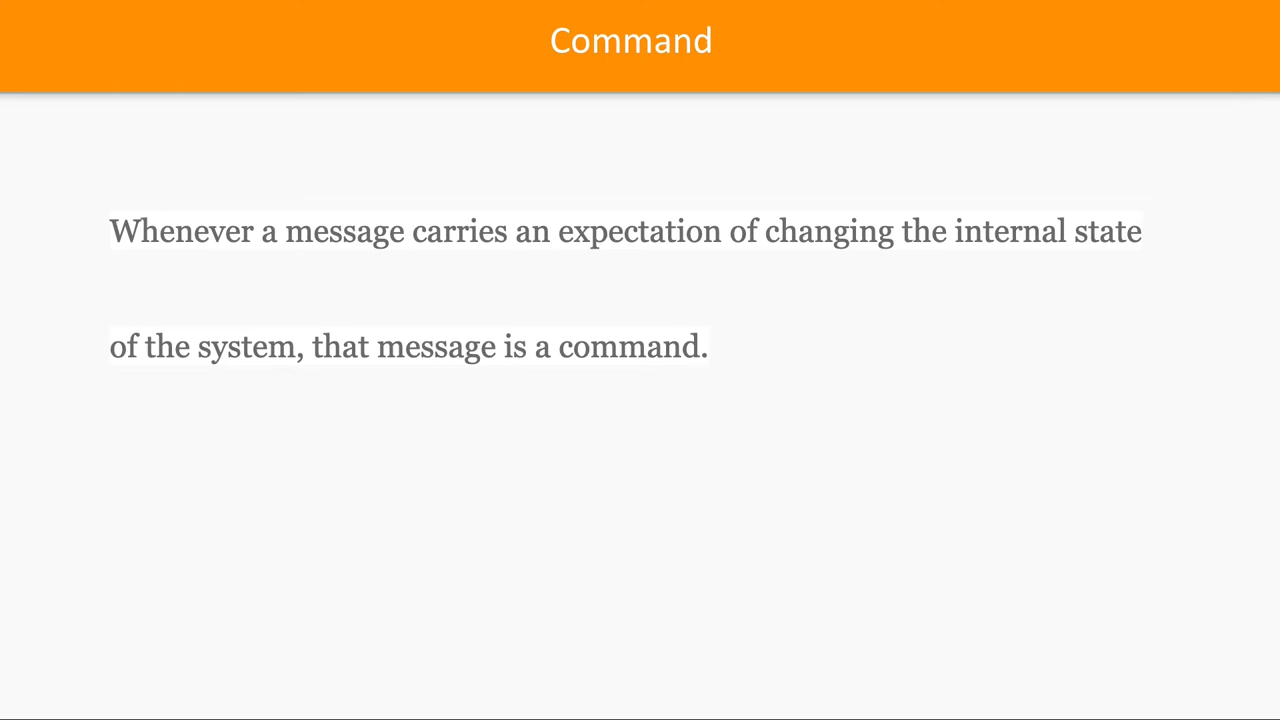 Command
Whenever a message carries an expectation of changing the internal state
of the system, that message is a command.